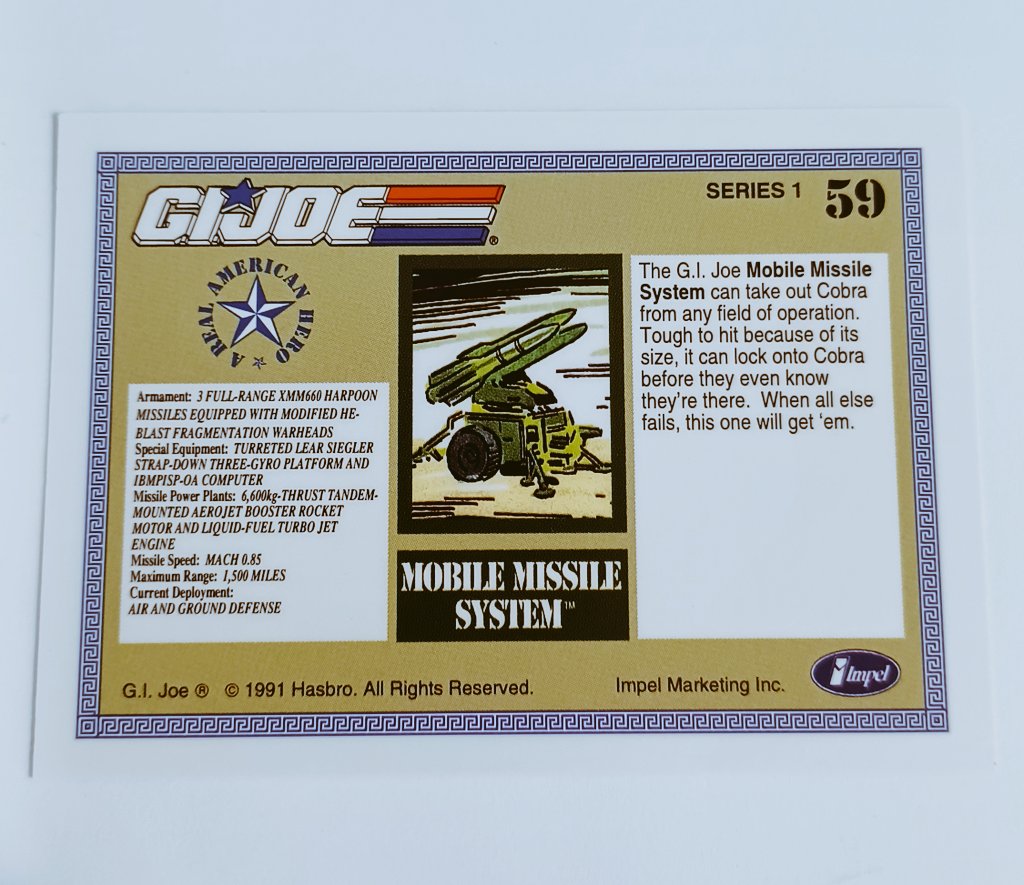 G.I. JOE®
SERIES 1 59
A REAL AMERICAN HERO
Armament: 3 FULL-RANGE XMM660 HARPOON
MISSILES EQUIPPED WITH MODIFIED HE-
BLAST FRAGMENTATION WARHEADS
Special Equipment: TURRETED LEAR SIEGLER
STRAP-DOWN THREE-GYRO PLATFORM AND
IBMPISP-OA COMPUTER
Missile Power Plants: 6,600kg-THRUST TANDEM-
MOUNTED AEROJET BOOSTER ROCKET
MOTOR AND LIQUID-FUEL TURBO JET
ENGINE
Missile Speed: MACH 0.85
Maximum Range: 1,500 MILES
Current Deployment:
AIR AND GROUND DEFENSE
MOBILE MISSILE
SYSTEM™
The G.I. Joe Mobile Missile
System can take out Cobra
from any field of operation.
Tough to hit because of its
size, it can lock onto Cobra
before they even know
they're there. When all else
fails, this one will get 'em.
G.I. Joe ® © 1991 Hasbro. All Rights Reserved.
Impel Marketing Inc.
Impel